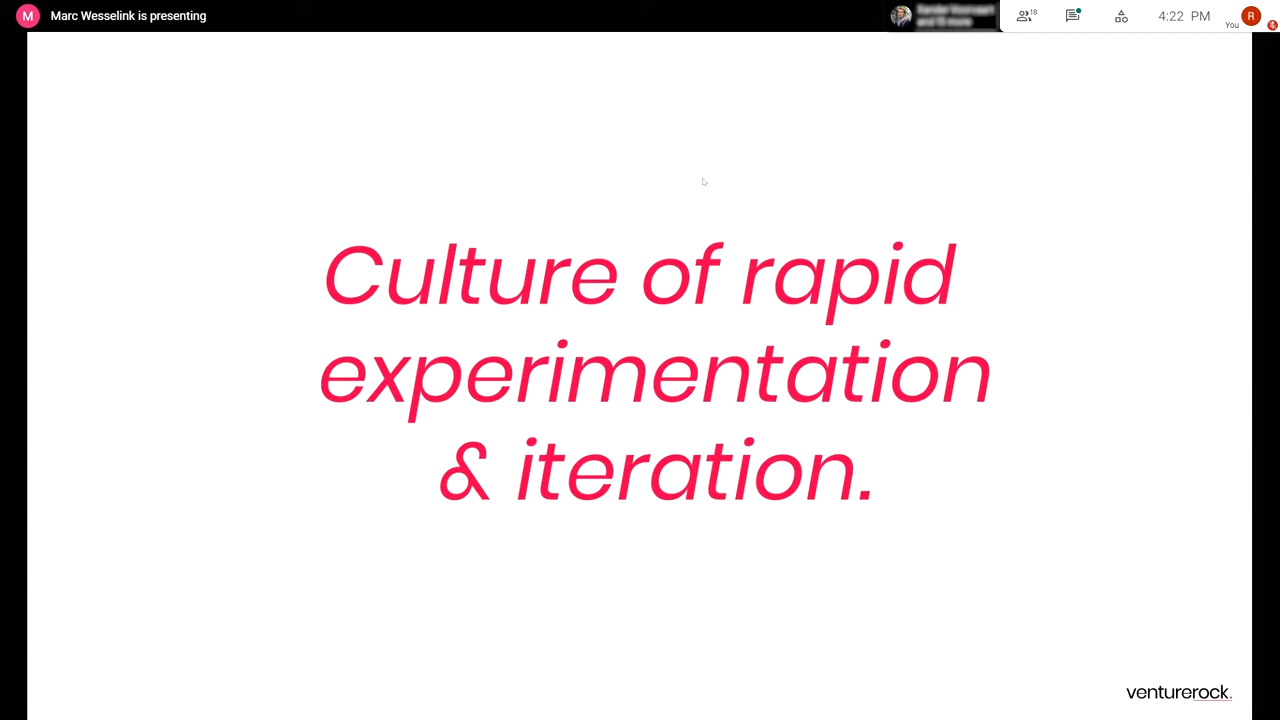 M Marc Wesselink is presenting
18
4:22 PM
You
R
Culture of rapid
experimentation
& iteration.
venturerock.